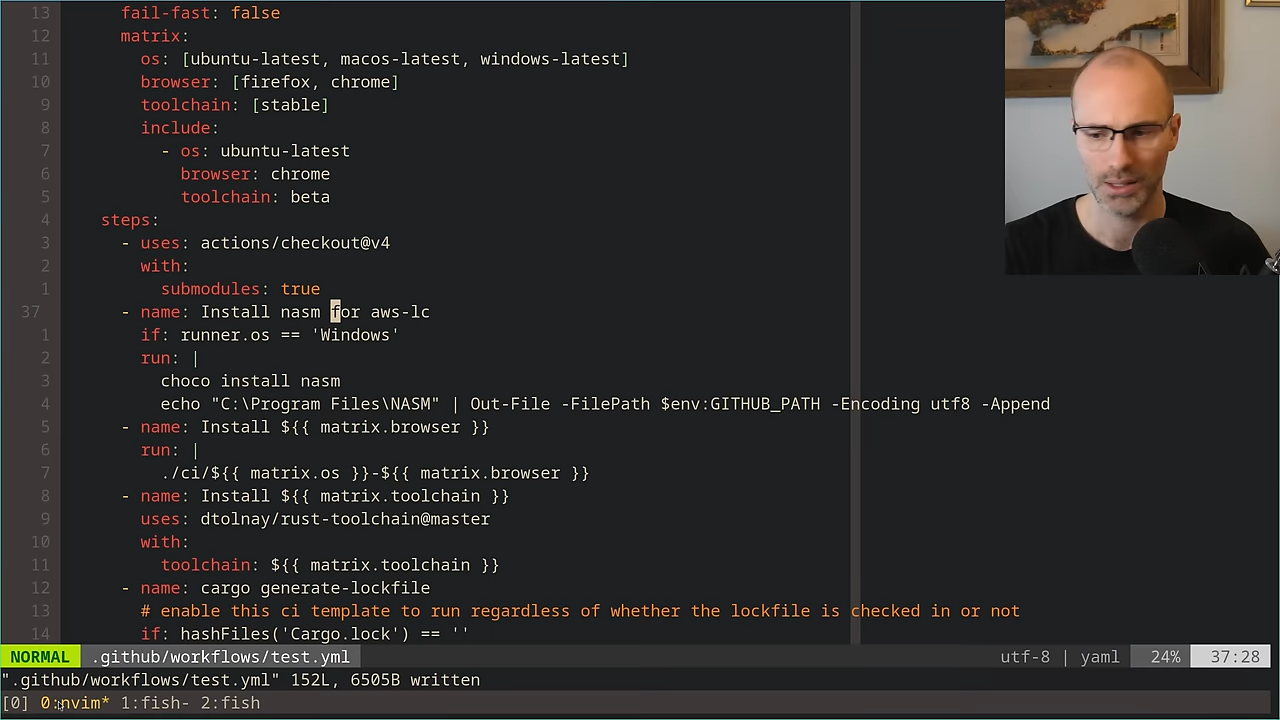 13 fail-fast: false
12 matrix:
11 os: [ubuntu-latest, macos-latest, windows-latest]
10 browser: [firefox, chrome]
9 toolchain: [stable]
8 include:
7 - os: ubuntu-latest
6 browser: chrome
5 toolchain: beta
4 steps:
3 - uses: actions/checkout@v4
2 with:
1 submodules: true
37 - name: Install nasm for aws-lc
1 if: runner.os == 'Windows'
2 run: |
3 choco install nasm
4 echo "C:\Program Files\NASM" | Out-File -FilePath $env:GITHUB_PATH -Encoding utf8 -Append
5 - name: Install ${{ matrix.browser }}
6 run: |
7 ./ci/${{ matrix.os }}-${{ matrix.browser }}
8 - name: Install ${{ matrix.toolchain }}
9 uses: dtolnay/rust-toolchain@master
10 with:
11 toolchain: ${{ matrix.toolchain }}
12 - name: cargo generate-lockfile
13 # enable this ci template to run regardless of whether the lockfile is checked in or not
14 if: hashFiles('Cargo.lock') == ''
NORMAL .github/workflows/test.yml utf-8 | yaml 24% 37:28
".github/workflows/test.yml" 152L, 6505B written
[0] 0:nvim* 1:fish- 2:fish